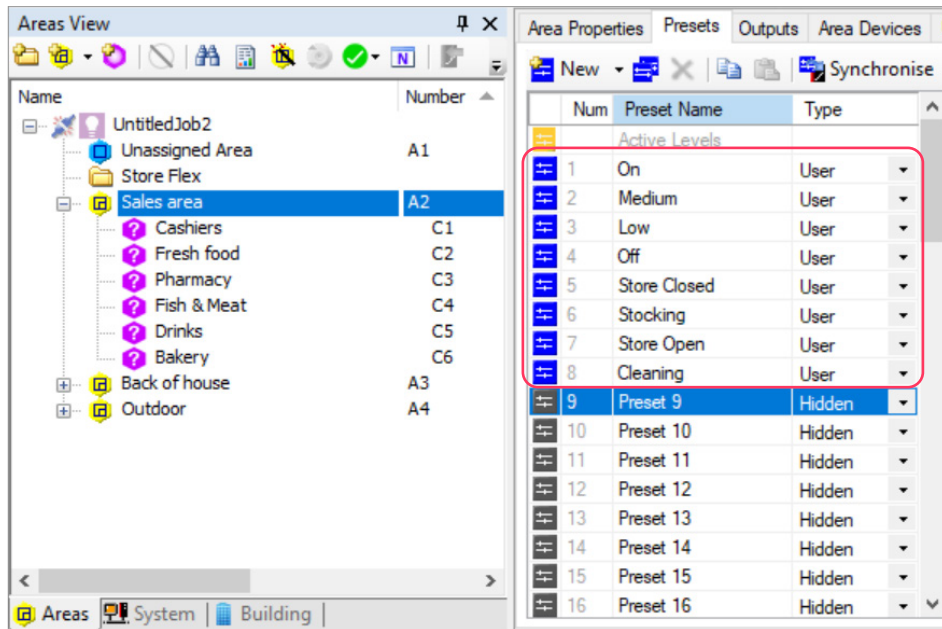 Areas View
Name Number
UntitledJob2
Unassigned Area A1
Store Flex
Sales area A2
Cashiers C1
Fresh food C2
Pharmacy C3
Fish & Meat C4
Drinks C5
Bakery C6
Back of house A3
Outdoor A4
Areas System Building
Area Properties Presets Outputs Area Devices
New Synchronise
Num Preset Name Type
Active Levels
1 On User
2 Medium User
3 Low User
4 Off User
5 Store Closed User
6 Stocking User
7 Store Open User
8 Cleaning User
9 Preset 9 Hidden
10 Preset 10 Hidden
11 Preset 11 Hidden
12 Preset 12 Hidden
13 Preset 13 Hidden
14 Preset 14 Hidden
15 Preset 15 Hidden
16 Preset 16 Hidden